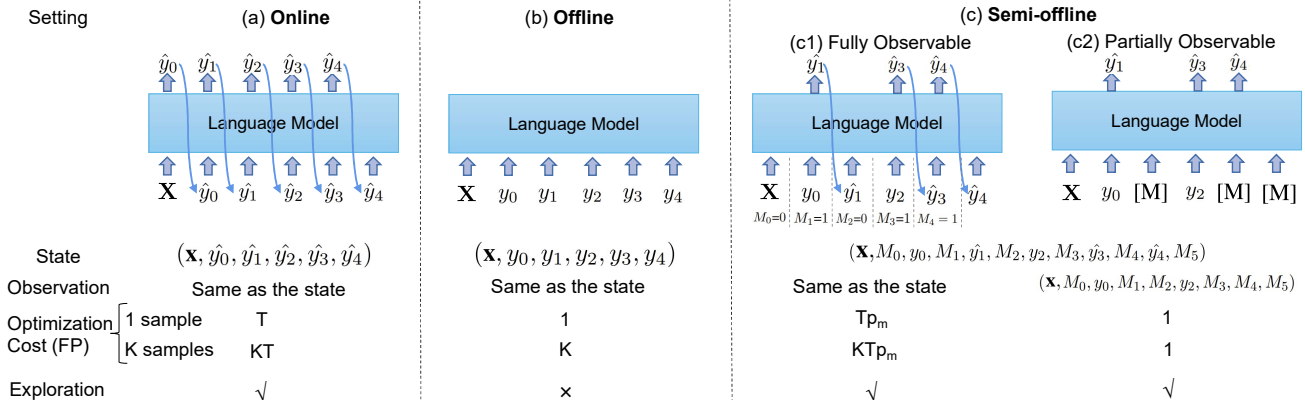 Setting (a) Online (b) Offline (c) Semi-offline
(c1) Fully Observable (c2) Partially Observable
ŷ₀ ŷ₁ ŷ₂ ŷ₃ ŷ₄ ŷ₁ ŷ₃ ŷ₄ ŷ₁ ŷ₃ ŷ₄
Language Model Language Model Language Model Language Model
X ŷ₀ ŷ₁ ŷ₂ ŷ₃ ŷ₄ X y₀ y₁ y₂ y₃ y₄ X y₀ ŷ₁ y₂ ŷ₃ ŷ₄ X y₀ [M] y₂ [M] [M]
M₀=0 M₁=1 M₂=0 M₃=1 M₄ = 1
State (x, ŷ₀, ŷ₁, ŷ₂, ŷ₃, ŷ₄) (x, y₀, y₁, y₂, y₃, y₄) (x, M₀, y₀, M₁, ŷ₁, M₂, y₂, M₃, ŷ₃, M₄, ŷ₄, M₅)
Observation Same as the state Same as the state Same as the state (x, M₀, y₀, M₁, M₂, y₂, M₃, M₄, M₅)
Optimization Cost (FP) 1 sample T 1 Tpₘ 1
K samples KT K KTpₘ 1
Exploration √ × √ √